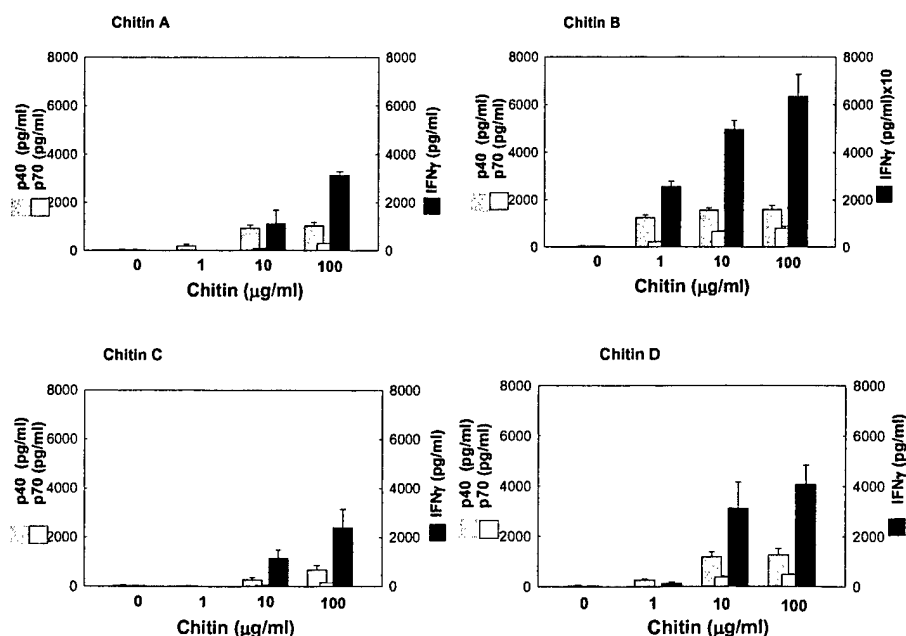 Chitin A
8000
6000
4000
2000
0
p40 (pg/ml)
p70 (pg/ml)
8000
6000
4000
2000
0
IFNγ (pg/ml)
0 1 10 100
Chitin (μg/ml)
Chitin B
8000
6000
4000
2000
0
p40 (pg/ml)
p70 (pg/ml)
8000
6000
4000
2000
0
IFNγ (pg/ml)x10
0 1 10 100
Chitin (μg/ml)
Chitin C
8000
6000
4000
2000
0
p40 (pg/ml)
p70 (pg/ml)
8000
6000
4000
2000
0
IFNγ (pg/ml)
0 1 10 100
Chitin (μg/ml)
Chitin D
8000
6000
4000
2000
0
p40 (pg/ml)
p70 (pg/ml)
8000
6000
4000
2000
0
IFNγ (pg/ml)
0 1 10 100
Chitin (μg/ml)